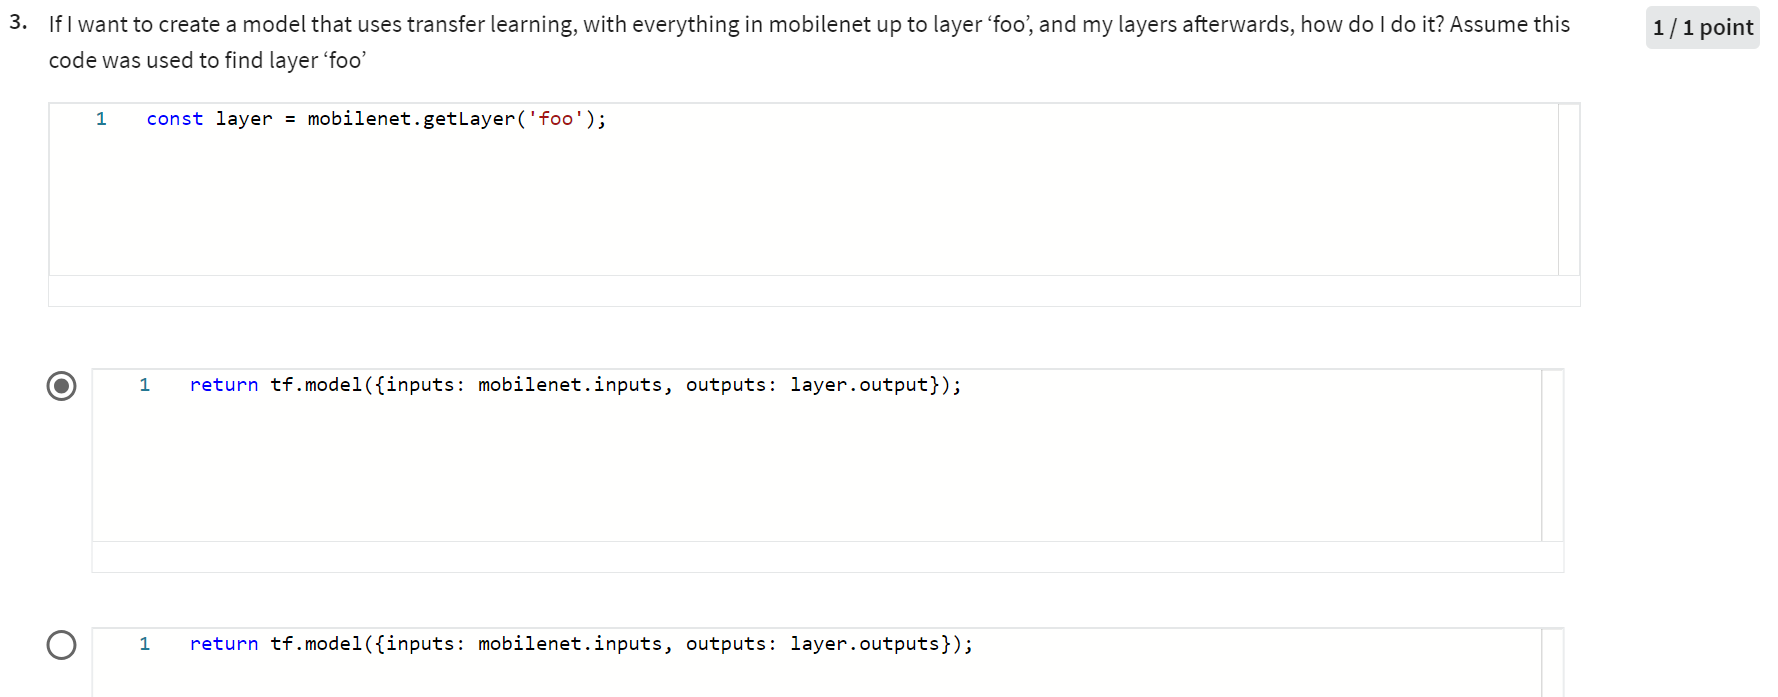 3. If I want to create a model that uses transfer learning, with everything in mobilenet up to layer ‘foo’, and my layers afterwards, how do I do it? Assume this
code was used to find layer ‘foo’
1 / 1 point
1 const layer = mobilenet.getLayer('foo');
1 return tf.model({inputs: mobilenet.inputs, outputs: layer.output});
1 return tf.model({inputs: mobilenet.inputs, outputs: layer.outputs});